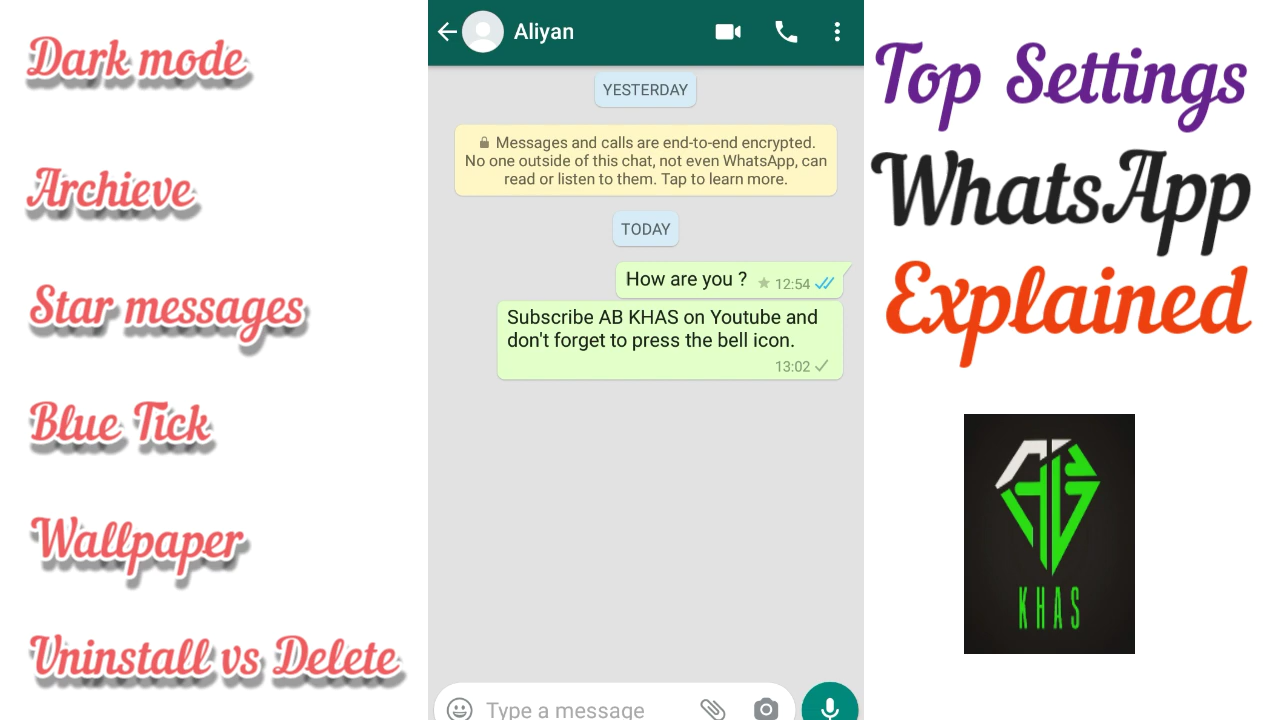 Dark mode
Archieve
Star messages
Blue Tick
Wallpaper
Uninstall vs Delete
Aliyan
YESTERDAY
Messages and calls are end-to-end encrypted.
No one outside of this chat, not even WhatsApp, can
read or listen to them. Tap to learn more.
TODAY
How are you ? 12:54
Subscribe AB KHAS on Youtube and
don't forget to press the bell icon.
13:02
Type a message
Top Settings
WhatsApp
Explained
AB
KHAS